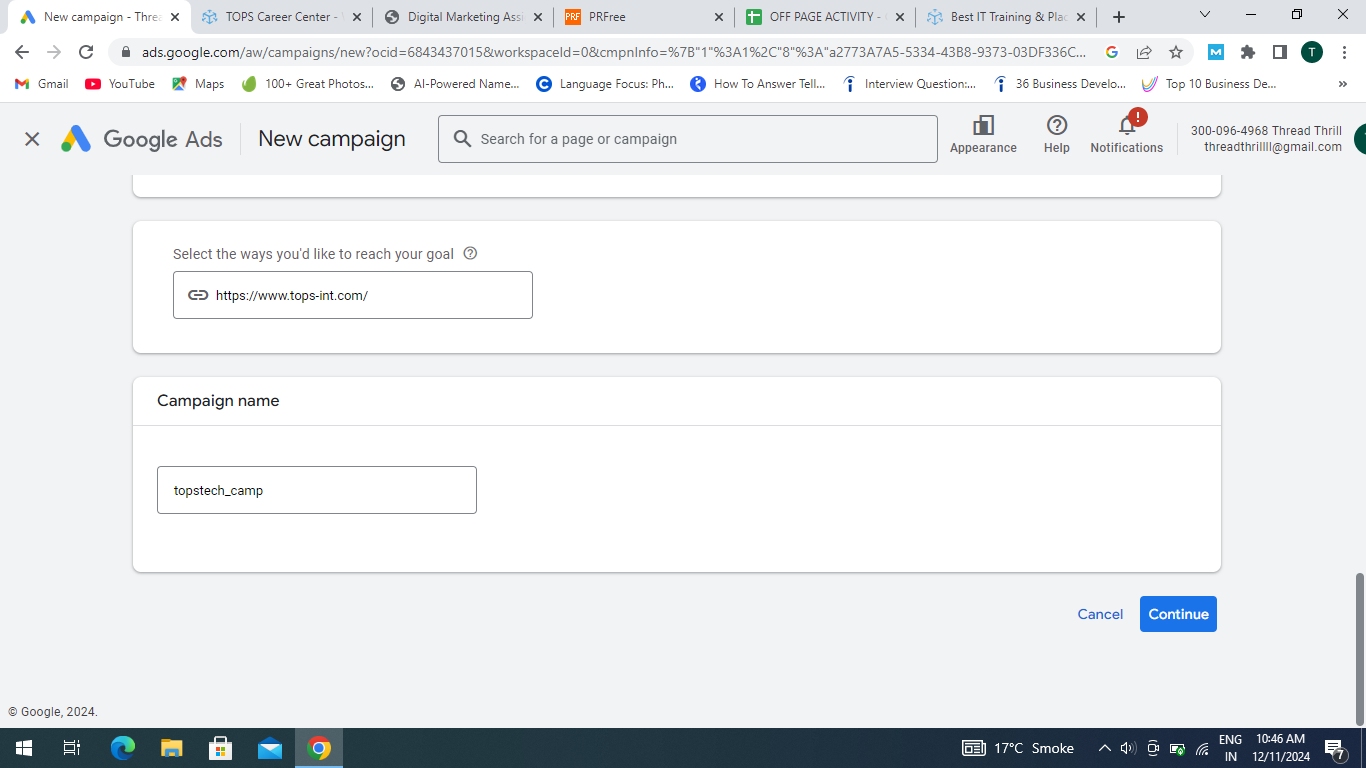 New campaign - Threa
TOPS Career Center -
Digital Marketing Assi
PRF PRFree
OFF PAGE ACTIVITY -
Best IT Training & Plac
ads.google.com/aw/campaigns/new?ocid=6843437015&workspaceId=0&cmpnInfo=%7B"1"%3A1%2C"8"%3A"a2773A7A5-5334-43B8-9373-03DF336C...
G
M
T
Gmail
YouTube
Maps
100+ Great Photos...
AI-Powered Name...
Language Focus: Ph...
How To Answer Tell...
Interview Question:...
36 Business Develo...
Top 10 Business De...
»
Google Ads
New campaign
Search for a page or campaign
Appearance
Help
!
Notifications
300-096-4968 Thread Thrill
threadthrillll@gmail.com
Select the ways you'd like to reach your goal
https://www.tops-int.com/
Campaign name
topstech_camp
Cancel
Continue
© Google, 2024.
17°C Smoke
ENG
IN
10:46 AM
12/11/2024
7